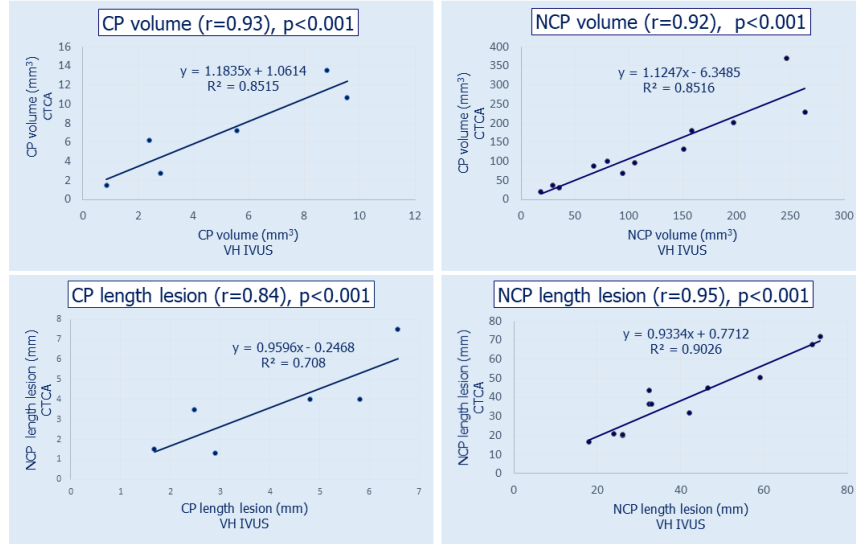 CP volume (r=0.93), p<0.001
CP volume (mm³)
CTCA
16
14
12
10
8
6
4
2
0
y = 1.1835x + 1.0614
R² = 0.8515
0 2 4 6 8 10 12
CP volume (mm³)
VH IVUS
NCP volume (r=0.92), p<0.001
CP volume (mm³)
CTCA
400
350
300
250
200
150
100
50
0
y = 1.1247x - 6.3485
R² = 0.8516
0 50 100 150 200 250 300
NCP volume (mm³)
VH IVUS
CP length lesion (r=0.84), p<0.001
NCP length lesion (mm)
CTCA
8
7
6
5
4
3
2
1
0
y = 0.9596x - 0.2468
R² = 0.708
0 1 2 3 4 5 6 7
CP length lesion (mm)
VH IVUS
NCP length lesion (r=0.95), p<0.001
NCP length lesion (mm)
CTCA
80
70
60
50
40
30
20
10
0
y = 0.9334x + 0.7712
R² = 0.9026
0 20 40 60 80
NCP length lesion (mm)
VH IVUS